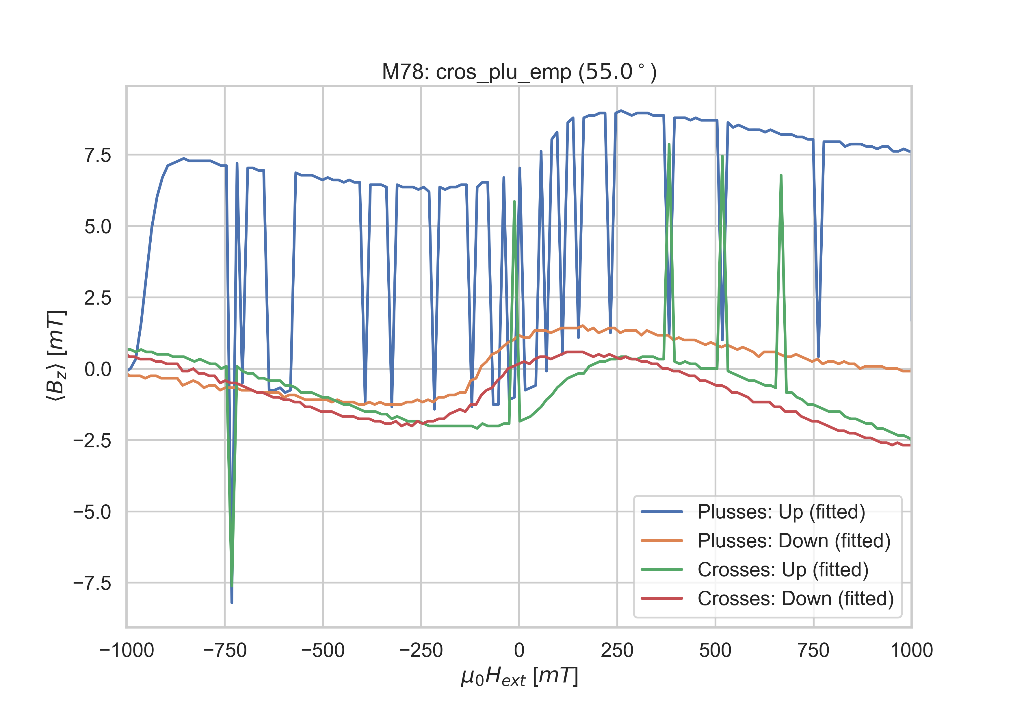 M78: cros_plu_emp (55.0°)
⟨B_z⟩ [mT]
7.5
5.0
2.5
0.0
−2.5
−5.0
−7.5
Plusses: Up (fitted)
Plusses: Down (fitted)
Crosses: Up (fitted)
Crosses: Down (fitted)
−1000 −750 −500 −250 0 250 500 750 1000
μ₀H_ext [mT]